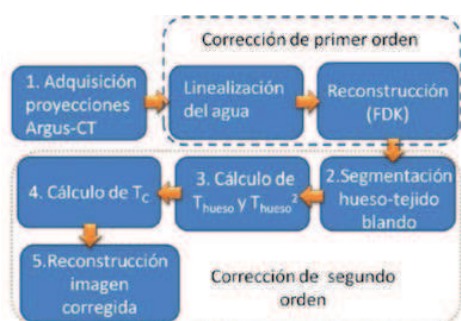 Corrección de primer orden
1. Adquisición
proyecciones
Argus-CT
Linealización
del agua
Reconstrucción
(FDK)
2.Segmentación
hueso-tejido
blando
3. Cálculo de
Thueso y Thueso²
4. Cálculo de TC
5.Reconstrucción
imagen
corregida
Corrección de segundo
orden